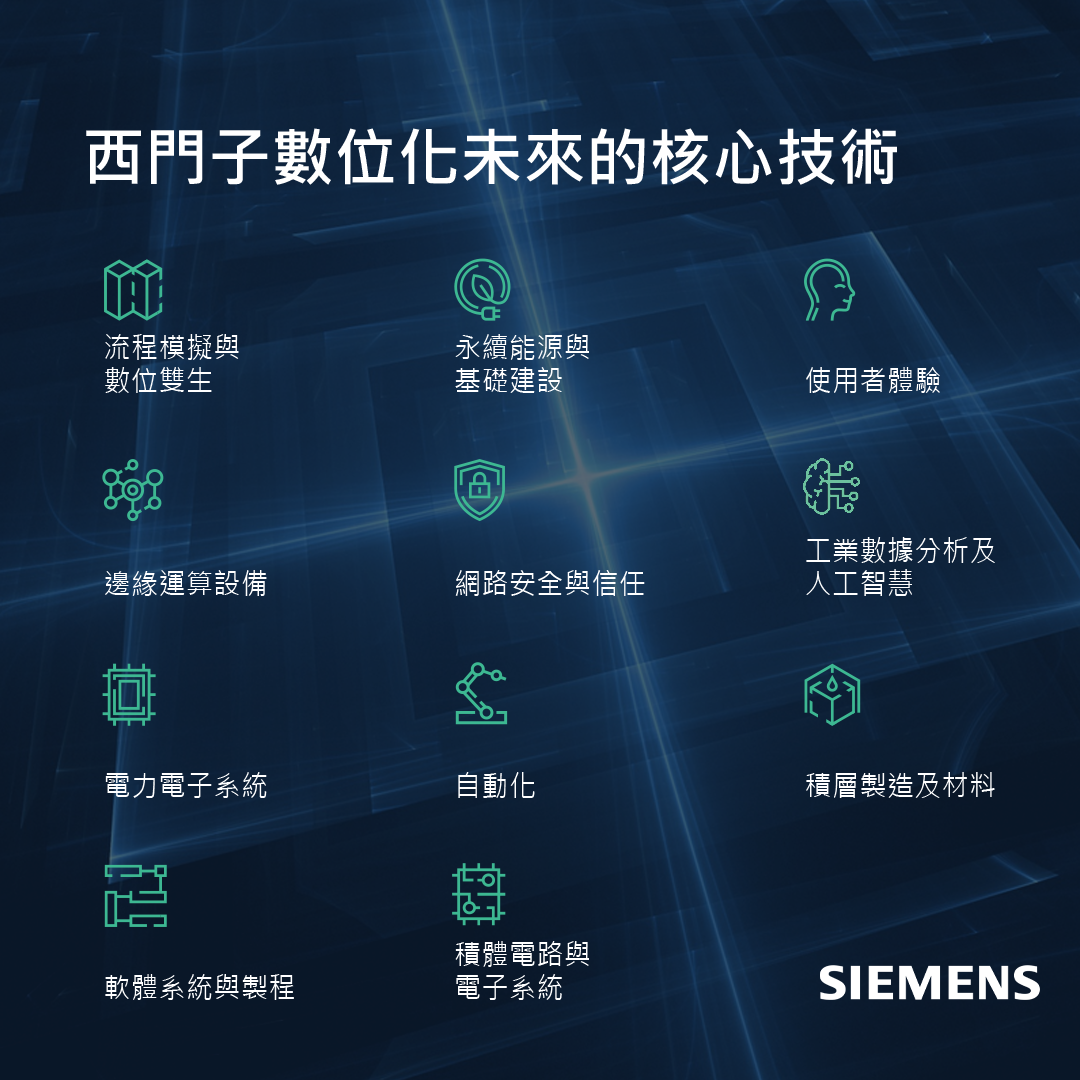 西門子數位化未來的核心技術
流程模擬與
數位雙生
永續能源與
基礎建設
使用者體驗
邊緣運算設備
網路安全與信任
工業數據分析及
人工智慧
電力電子系統
自動化
積層製造及材料
軟體系統與製程
積體電路與
電子系統
SIEMENS